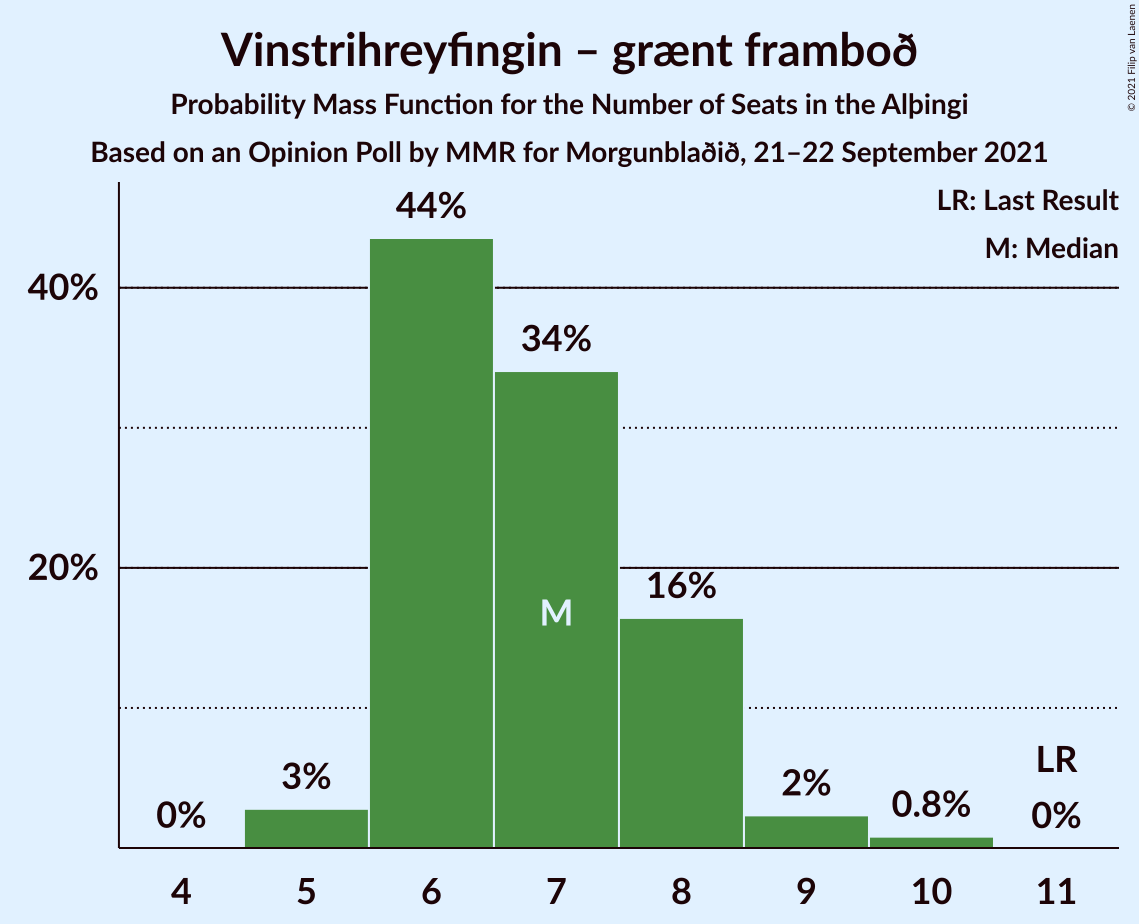 Vinstrihreyfingin – grænt framboð
Probability Mass Function for the Number of Seats in the Alþingi
Based on an Opinion Poll by MMR for Morgunblaðið, 21–22 September 2021
© 2021 Filip van Laenen
LR: Last Result
M: Median
44%
40%
34%
20%
16%
M
3%
2%
LR
0%
0.8%
0%
4 5 6 7 8 9 10 11